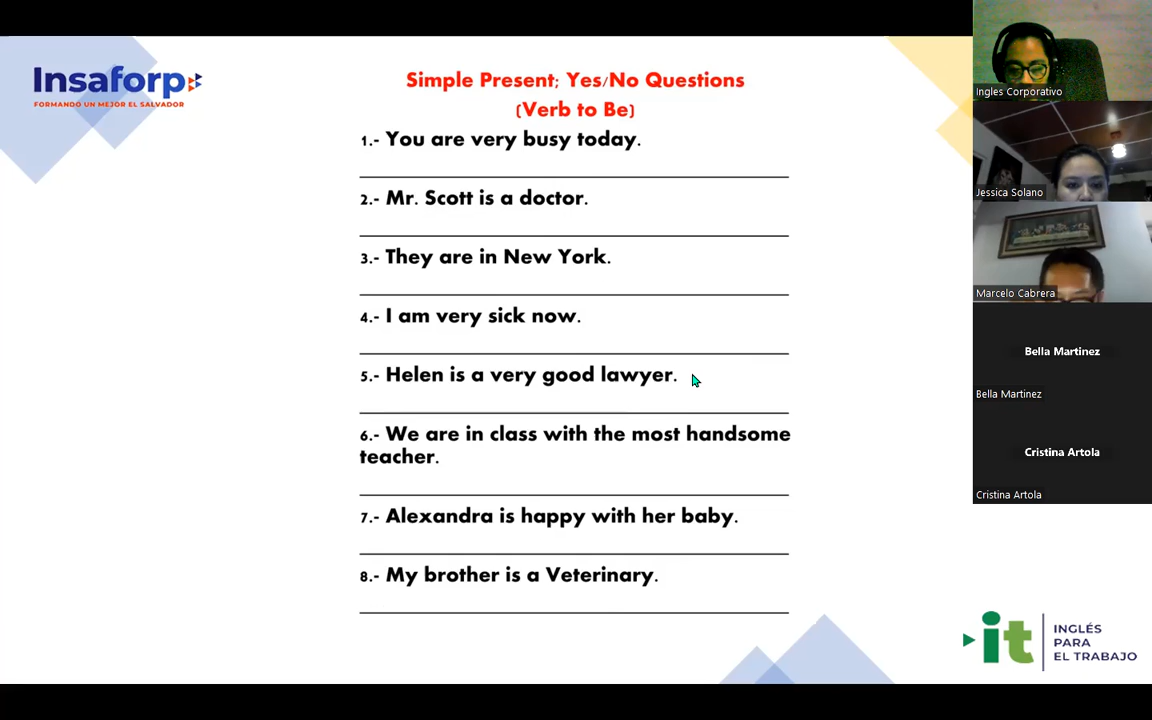 Insaforp
FORMANDO UN MEJOR EL SALVADOR
Simple Present; Yes/No Questions
(Verb to Be)
1.- You are very busy today.
2.- Mr. Scott is a doctor.
3.- They are in New York.
4.- I am very sick now.
5.- Helen is a very good lawyer.
6.- We are in class with the most handsome
teacher.
7.- Alexandra is happy with her baby.
8.- My brother is a Veterinary.
Ingles Corporativo
Jessica Solano
Marcelo Cabrera
Bella Martinez
Bella Martinez
Cristina Artola
Cristina Artola
it
INGLÉS
PARA
EL TRABAJO